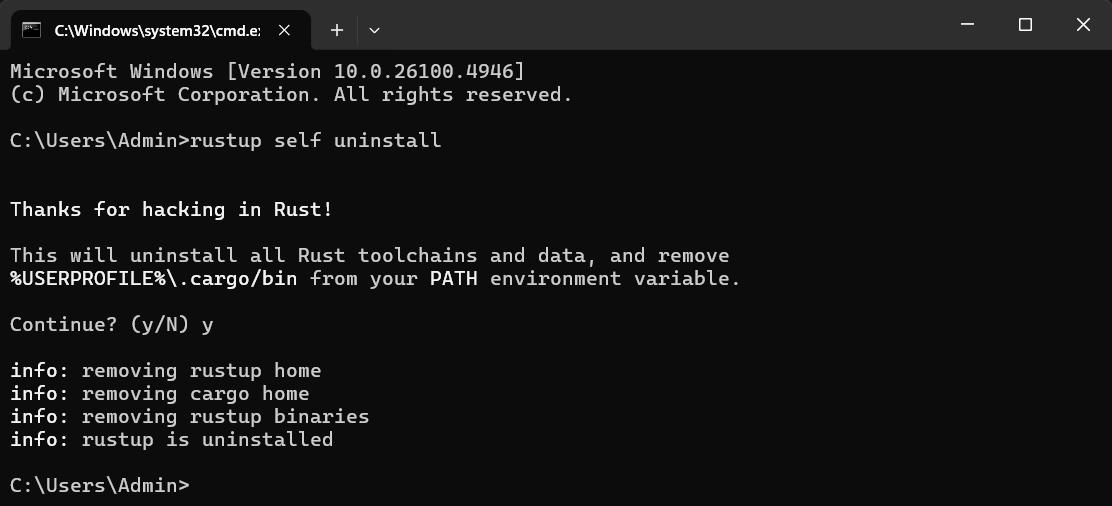 C:\Windows\system32\cmd.e
Microsoft Windows [Version 10.0.26100.4946]
(c) Microsoft Corporation. All rights reserved.
C:\Users\Admin>rustup self uninstall
Thanks for hacking in Rust!
This will uninstall all Rust toolchains and data, and remove
%USERPROFILE%\.cargo/bin from your PATH environment variable.
Continue? (y/N) y
info: removing rustup home
info: removing cargo home
info: removing rustup binaries
info: rustup is uninstalled
C:\Users\Admin>